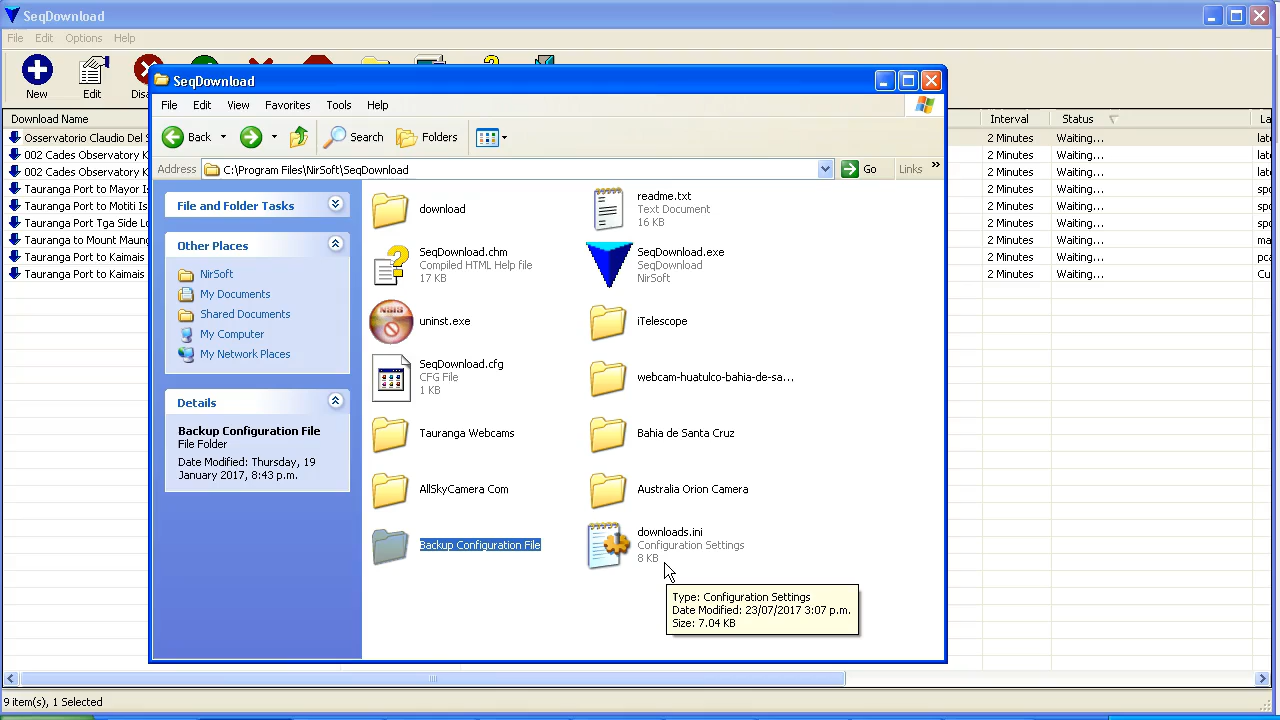 SeqDownload
File Edit Options Help
New Edit
Download Name Interval Status
Osservatorio Claudio Del 2 Minutes Waiting...
002 Cades Observatory 2 Minutes Waiting...
002 Cades Observatory 2 Minutes Waiting...
Tauranga Port to Mayor 2 Minutes Waiting...
Tauranga Port to Motiti 2 Minutes Waiting...
Tauranga Port Tga Side 2 Minutes Waiting...
Tauranga to Mount 2 Minutes Waiting...
Tauranga Port to Kaimais 2 Minutes Waiting...
Tauranga Port to Kaimais 2 Minutes Waiting...
9 item(s), 1 Selected
SeqDownload
File Edit View Favorites Tools Help
Back Search Folders
Address C:\Program Files\NirSoft\SeqDownload Go Links »
File and Folder Tasks
Other Places
NirSoft
My Documents
Shared Documents
My Computer
My Network Places
Details
Backup Configuration File
File Folder
Date Modified: Thursday, 19
January 2017, 8:43 p.m.
download
readme.txt
Text Document
16 KB
SeqDownload.chm
Compiled HTML Help file
17 KB
SeqDownload.exe
SeqDownload
NirSoft
uninst.exe
iTelescope
SeqDownload.cfg
CFG File
1 KB
webcam-huatulco-bahia-de-sa...
Tauranga Webcams
Bahia de Santa Cruz
AllSkyCamera Com
Australia Orion Camera
Backup Configuration File
downloads.ini
Configuration Settings
8 KB
Type: Configuration Settings
Date Modified: 23/07/2017 3:07 p.m.
Size: 7.04 KB